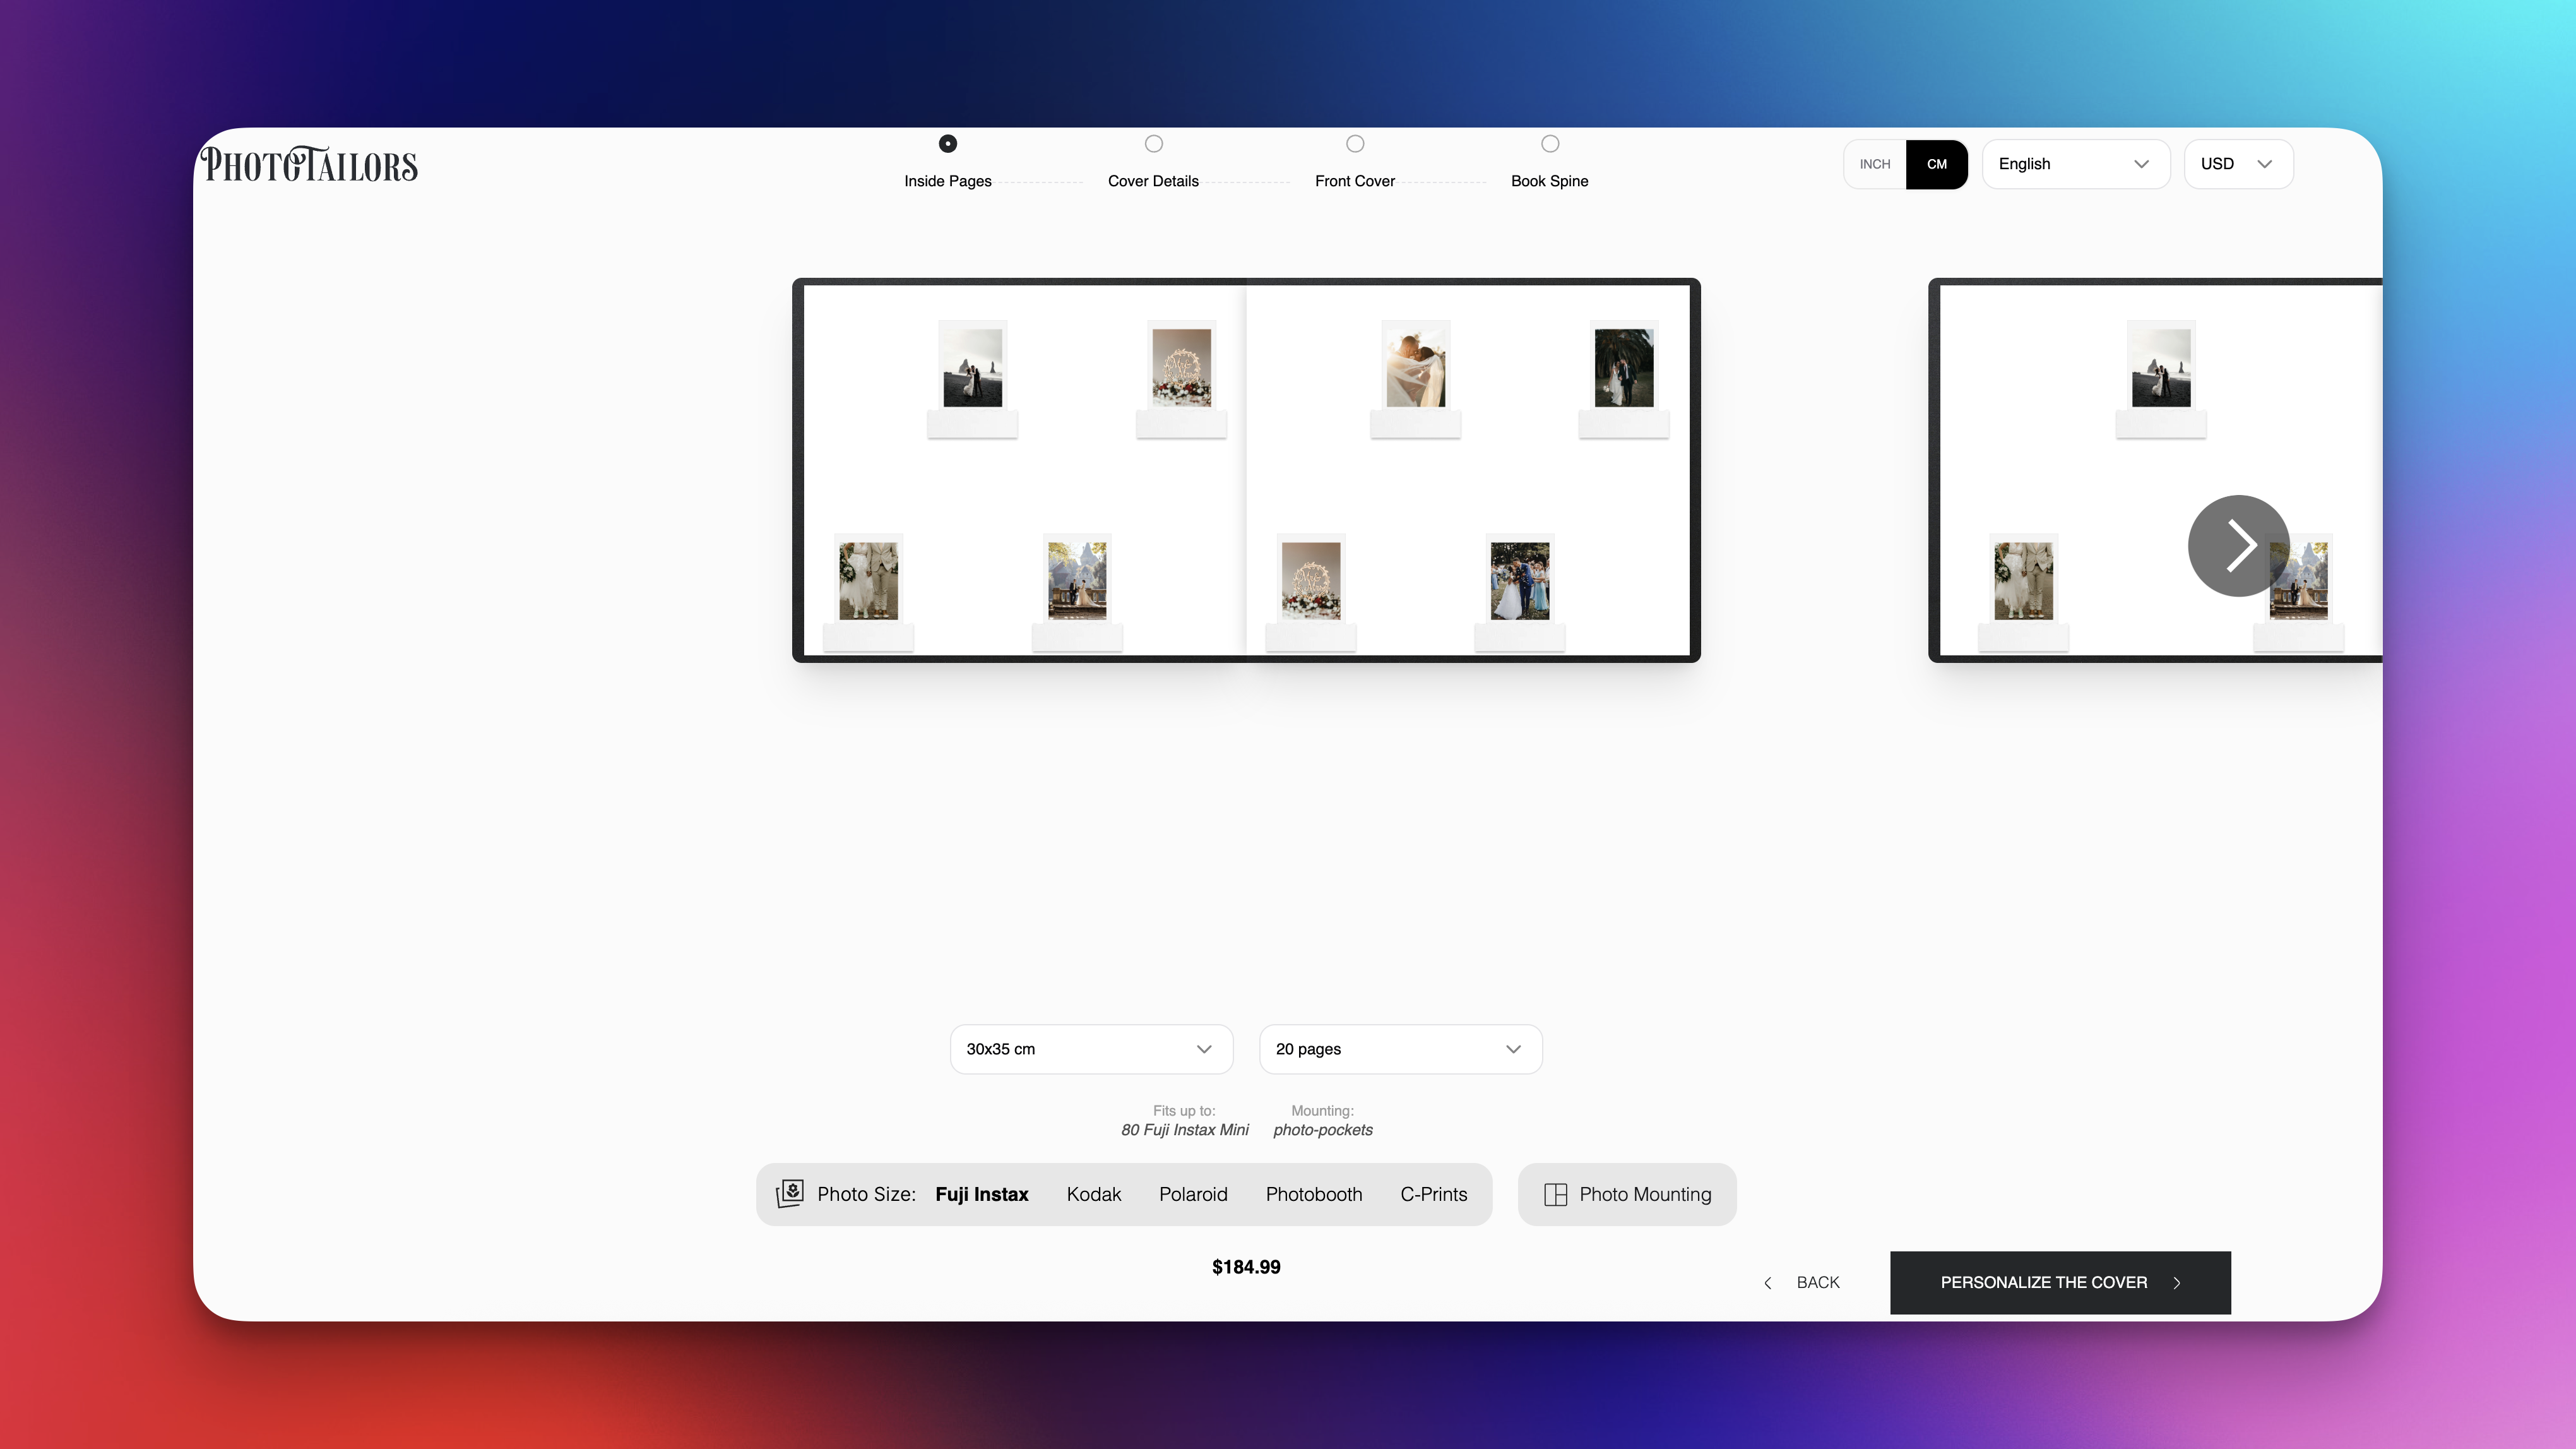 PHOTOTAILORS
Inside Pages
Cover Details
Front Cover
Book Spine
INCH
CM
English
USD
30x35 cm
20 pages
Fits up to:
80 Fuji Instax Mini
Mounting:
photo-pockets
Photo Size:
Fuji Instax
Kodak
Polaroid
Photobooth
C-Prints
Photo Mounting
$184.99
BACK
PERSONALIZE THE COVER